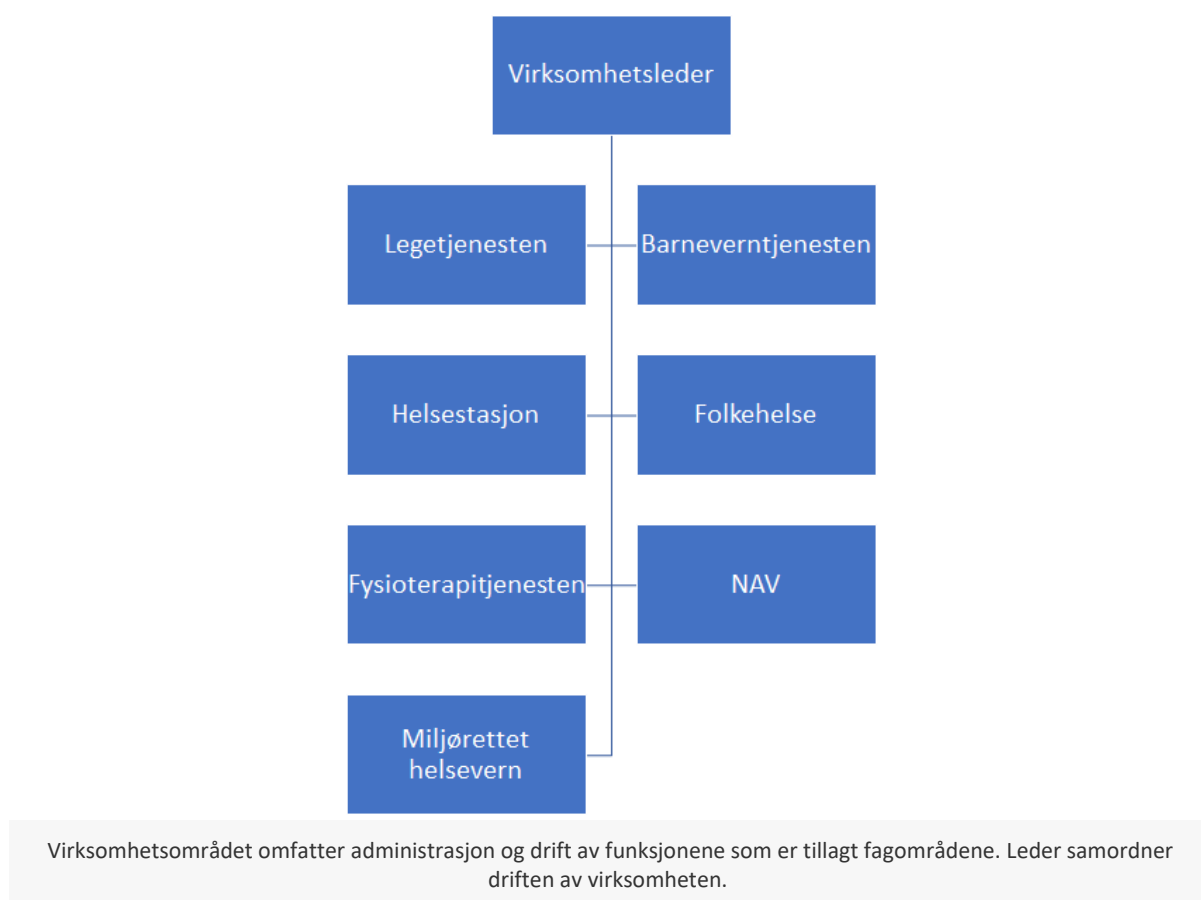 Virksomhetsleder
Legetjenesten
Barneverntjenesten
Helsestasjon
Folkehelse
Fysioterapitjenesten
NAV
Miljørettet
helsevern
Virksomhetsområdet omfatter administrasjon og drift av funksjonene som er tillagt fagområdene. Leder samordner
driften av virksomheten.